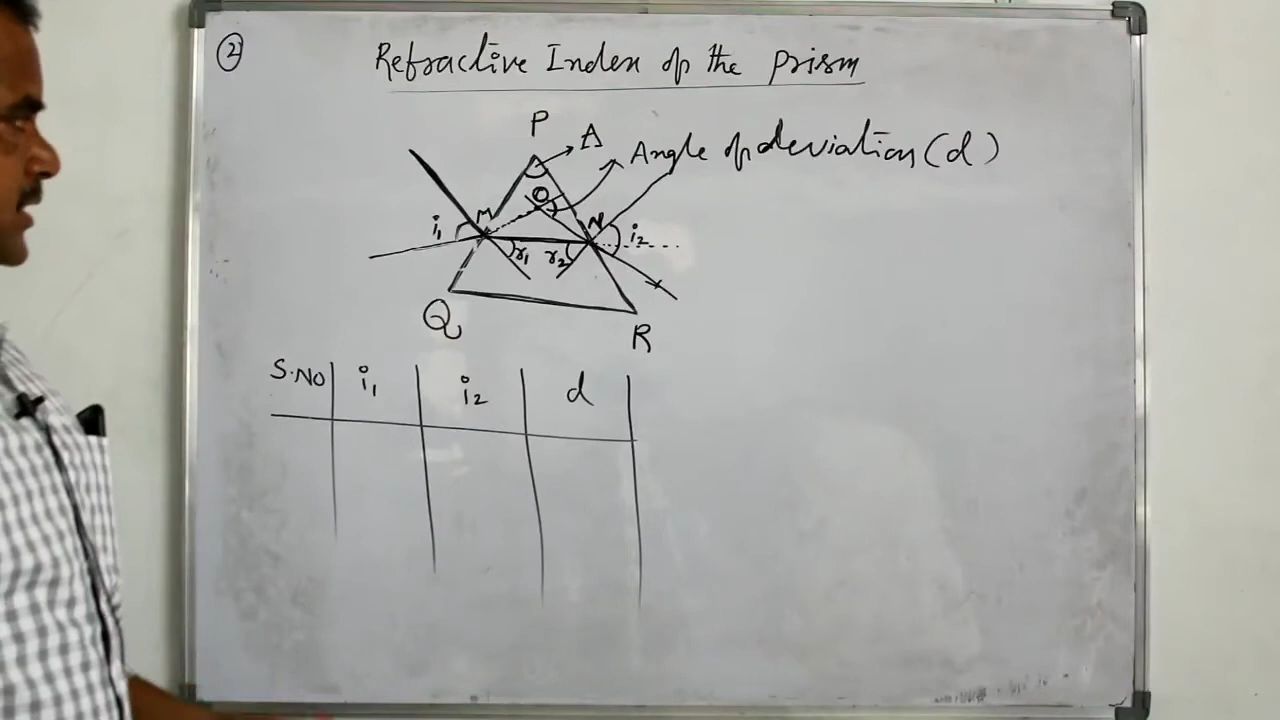 2
Refractive Index of the prism
P
A
Angle of deviation (d)
O
M
N
i1
i2
r1
r2
Q
R
S.NO i1 i2 d